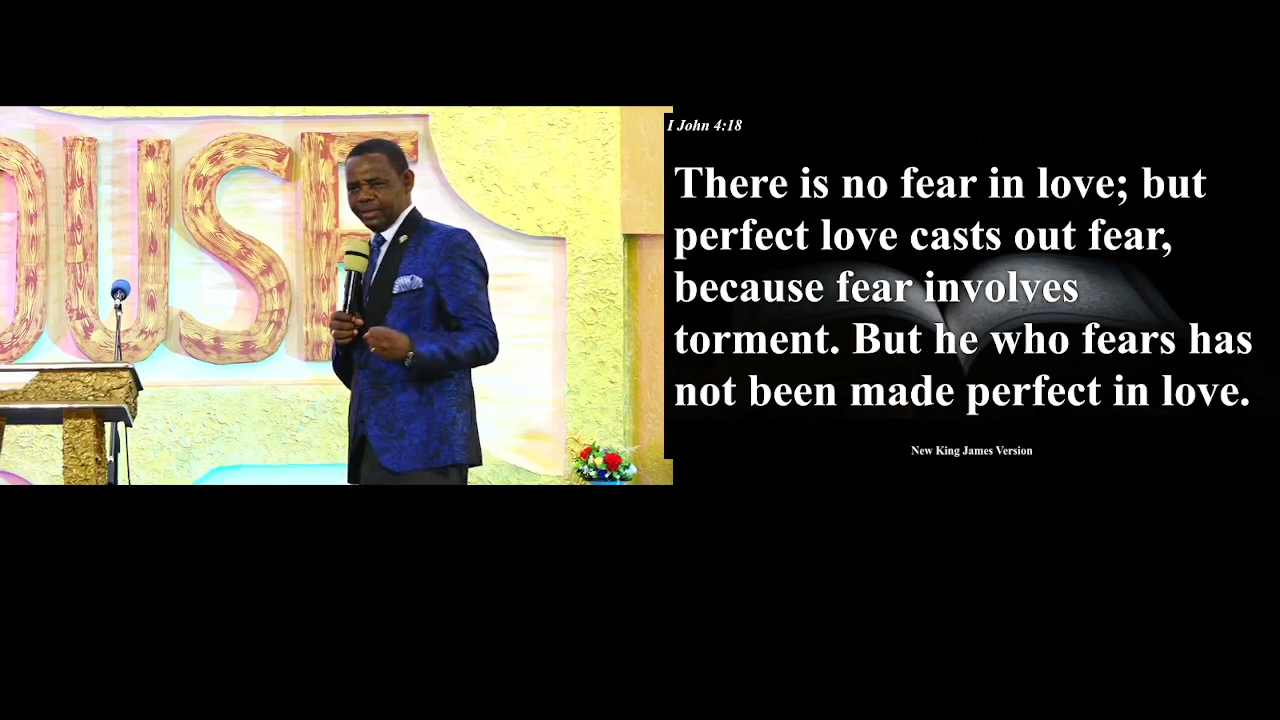 OUSE
I John 4:18
There is no fear in love; but
perfect love casts out fear,
because fear involves
torment. But he who fears has
not been made perfect in love.
New King James Version